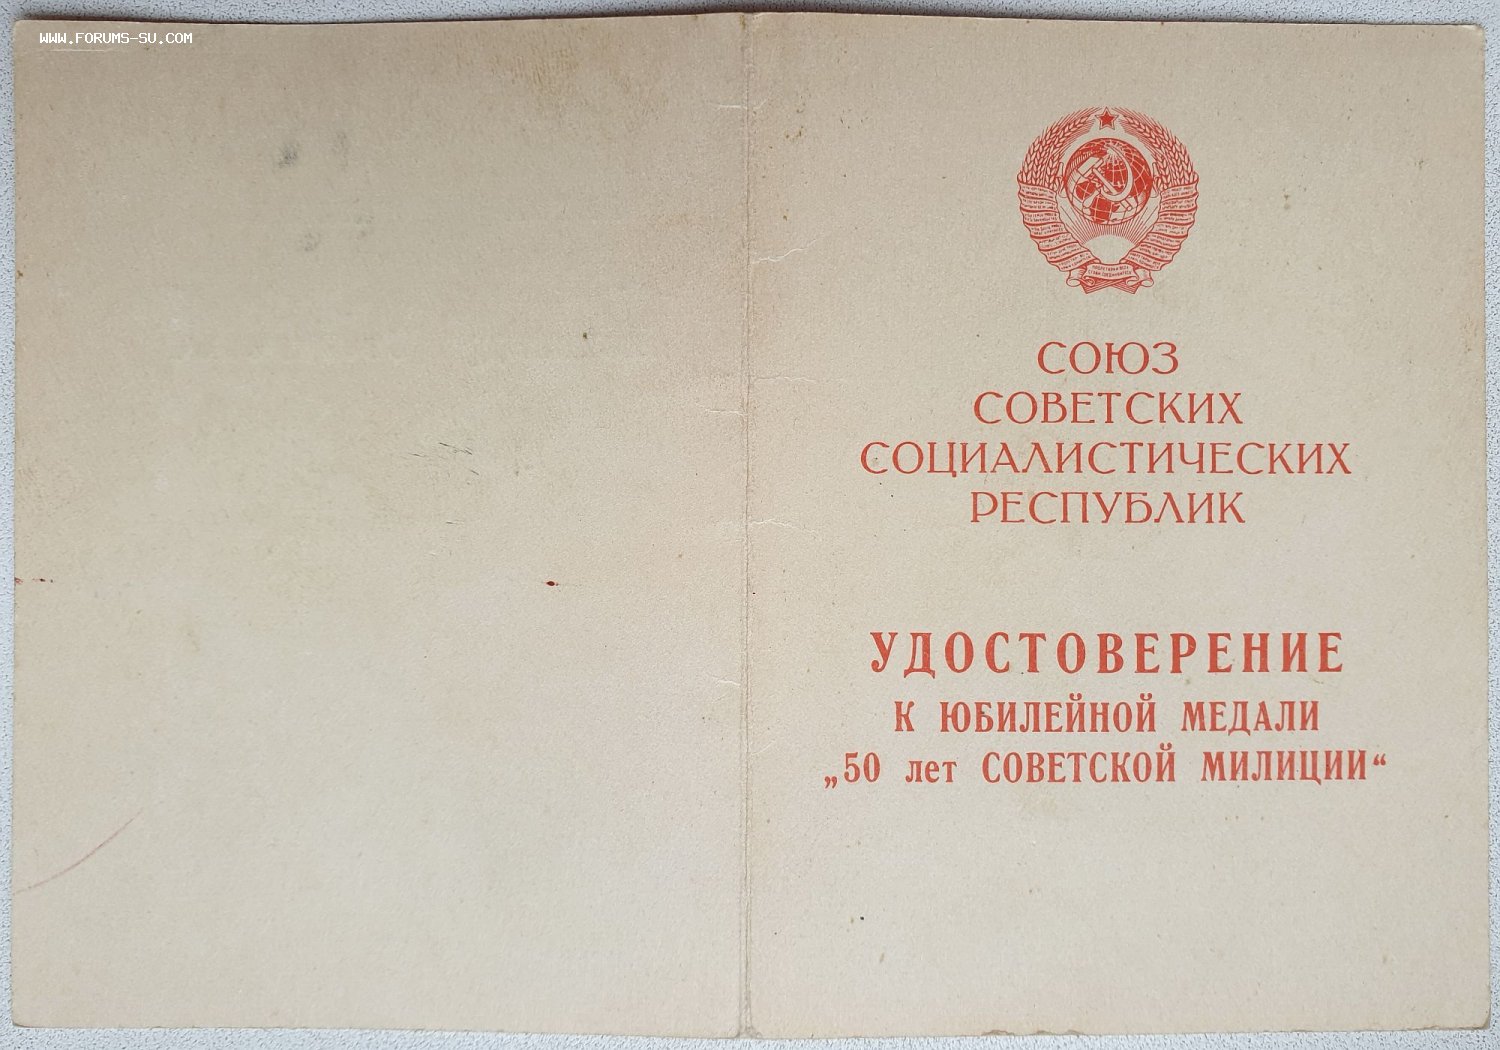 WWW.FORUMS-SU.COM
СОЮЗ
СОВЕТСКИХ
СОЦИАЛИСТИЧЕСКИХ
РЕСПУБЛИК
УДОСТОВЕРЕНИЕ
К ЮБИЛЕЙНОЙ МЕДАЛИ
„50 лет СОВЕТСКОЙ МИЛИЦИИ“